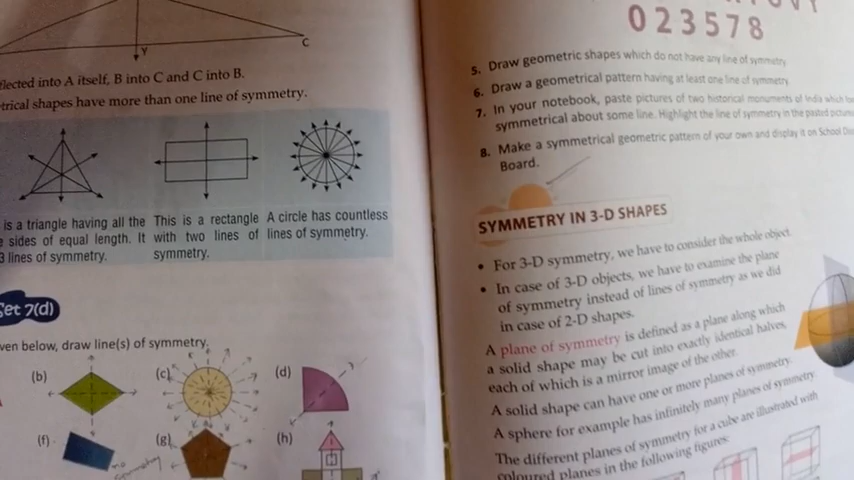 Y
C
flected into A itself, B into C and C into B.
trical shapes have more than one line of symmetry.
is a triangle having all the
sides of equal length. It
3 lines of symmetry.
This is a rectangle
with two lines of
symmetry.
A circle has countless
lines of symmetry.
Set 7(d)
ven below, draw line(s) of symmetry.
(b)
(c)
(d)
(f)
no
symmetry
(g)
(h)
0 2 3 5 7 8
5. Draw geometric shapes which do not have any line of symmetry
6. Draw a geometrical pattern having at least one line of symmetry.
7. In your notebook, paste pictures of two historical monuments of India which
symmetrical about some line. Highlight the line of symmetry in the pasted
8. Make a symmetrical geometric pattern of your own and display it on School
Board.
SYMMETRY IN 3-D SHAPES
• For 3-D symmetry, we have to consider the whole object.
• In case of 3-D objects, we have to examine the plane
of symmetry instead of lines of symmetry as we did
in case of 2-D shapes.
A plane of symmetry is defined as a plane along which
a solid shape may be cut into exactly identical halves,
each of which is a mirror image of the other.
A solid shape can have one or more planes of symmetry.
A sphere for example has infinitely many planes of symmetry
The different planes of symmetry for a cube are illustrated with
coloured planes in the following figures: